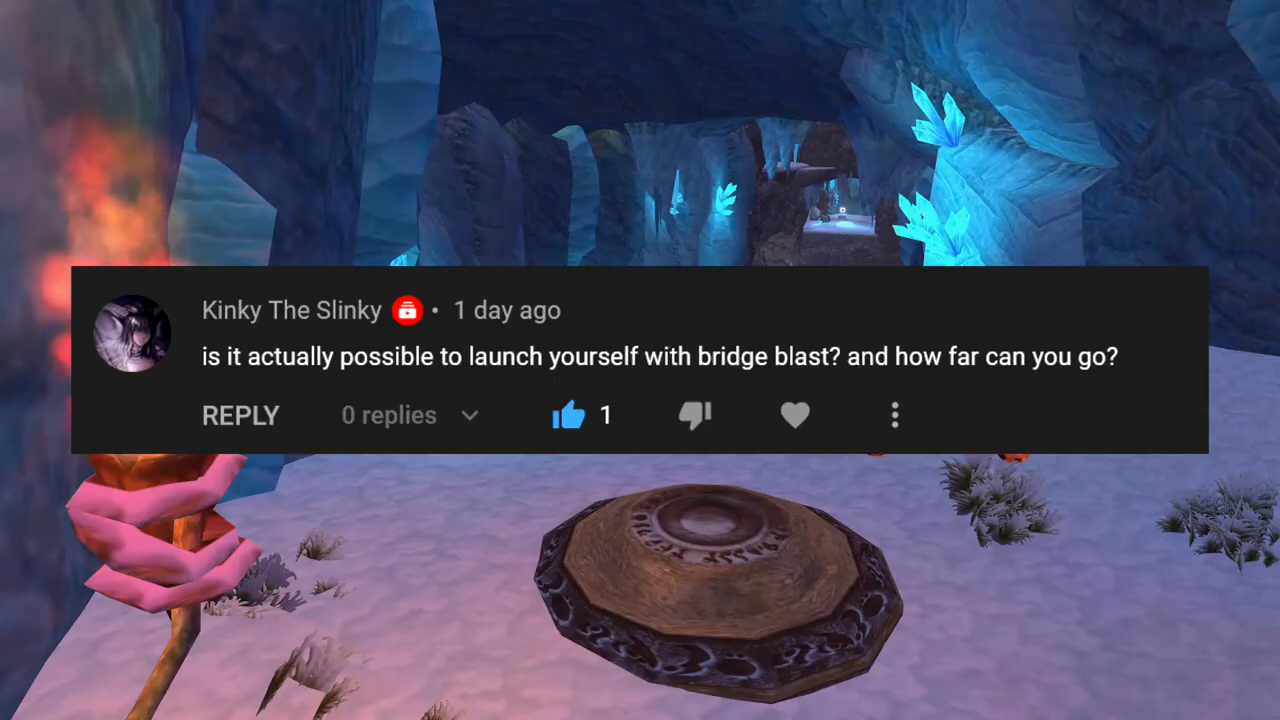 Kinky The Slinky • 1 day ago
is it actually possible to launch yourself with bridge blast? and how far can you go?
REPLY 0 replies 1